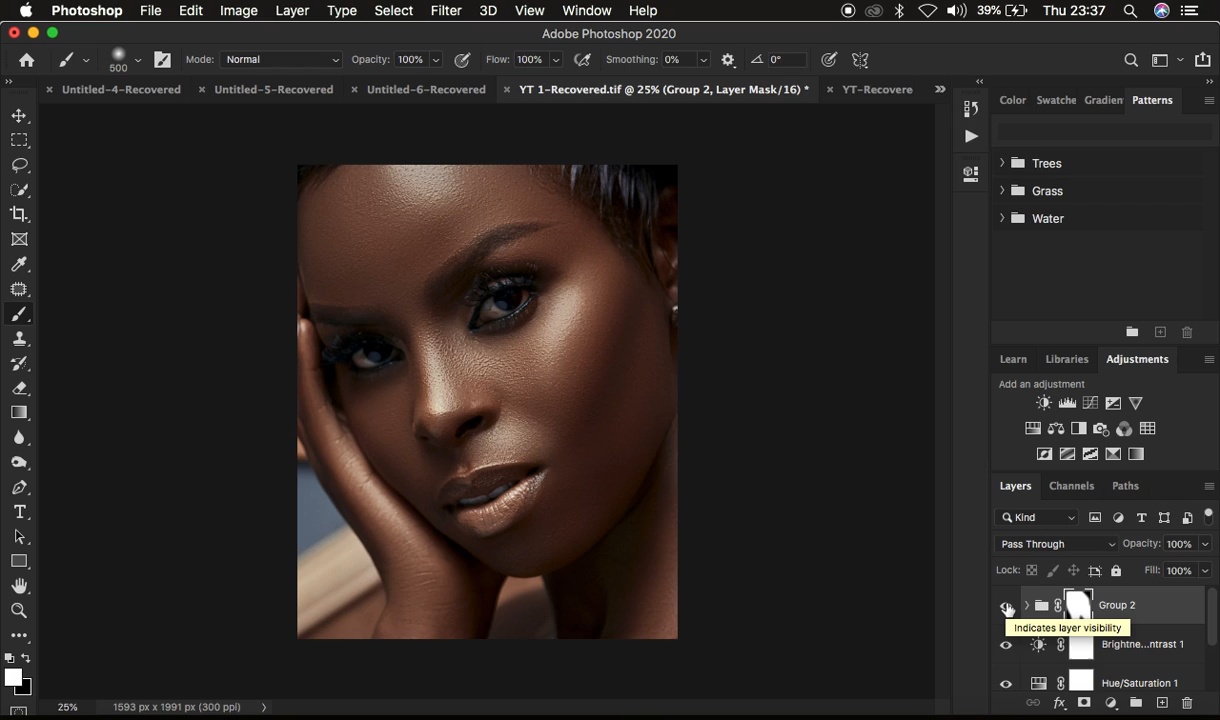 Photoshop File Edit Image Layer Type Select Filter 3D View Window Help 39% Thu 23:37
Adobe Photoshop 2020
500 Mode: Normal Opacity: 100% Flow: 100% Smoothing: 0% 0°
Untitled-4-Recovered Untitled-5-Recovered Untitled-6-Recovered YT 1-Recovered.tif @ 25% (Group 2, Layer Mask/16) * YT-Recovere
Color Swatche Gradien Patterns
Trees
Grass
Water
Learn Libraries Adjustments
Add an adjustment
Layers Channels Paths
Kind
Pass Through Opacity: 100%
Lock: Fill: 100%
Group 2
Indicates layer visibility
Brightne...ntrast 1
Hue/Saturation 1
25% 1593 px x 1991 px (300 ppi)